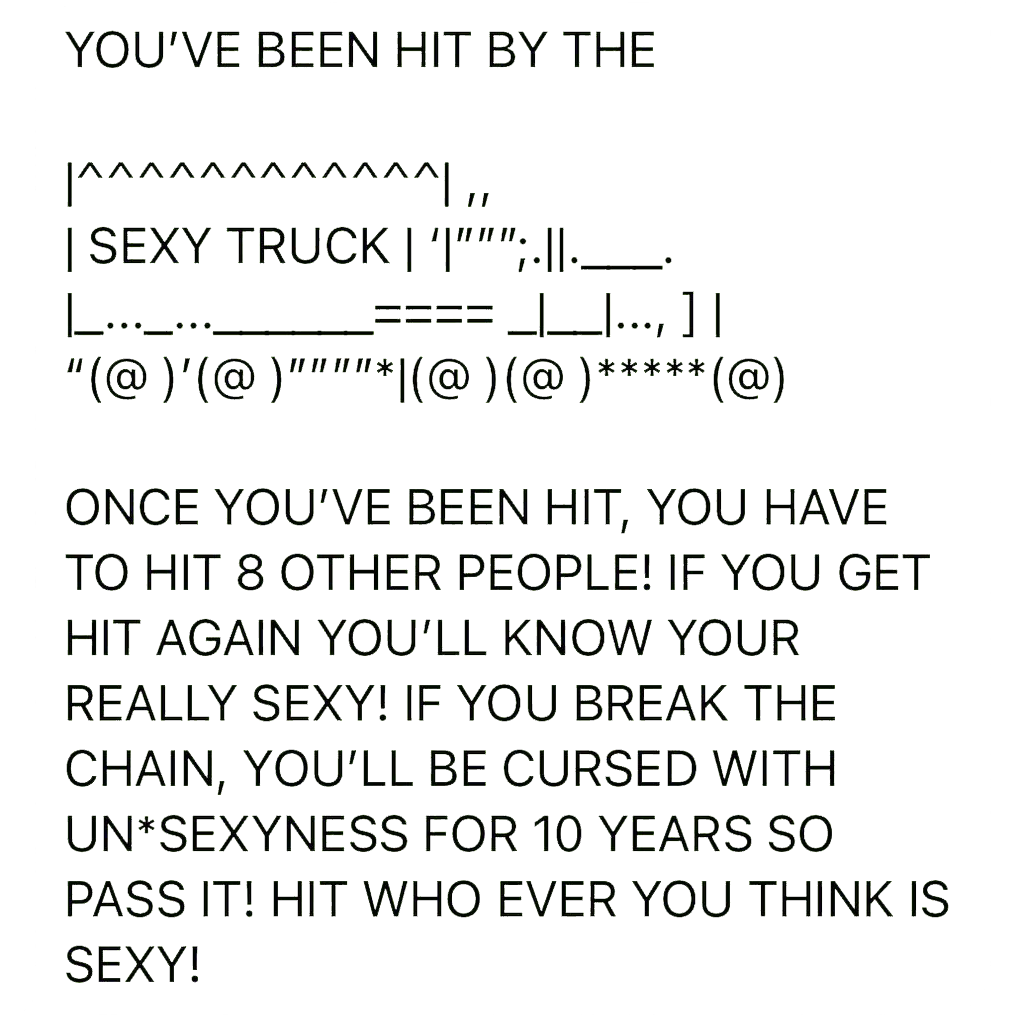 YOU’VE BEEN HIT BY THE
|^^^^^^^^^^^^| ,,
| SEXY TRUCK | ‘|”””;.||.___.
|_…_…______==== _|__|…, ] |
“(@ )’(@ )””””*|(@ )(@ )*****(@)
ONCE YOU’VE BEEN HIT, YOU HAVE
TO HIT 8 OTHER PEOPLE! IF YOU GET
HIT AGAIN YOU’LL KNOW YOUR
REALLY SEXY! IF YOU BREAK THE
CHAIN, YOU’LL BE CURSED WITH
UN*SEXYNESS FOR 10 YEARS SO
PASS IT! HIT WHO EVER YOU THINK IS
SEXY!